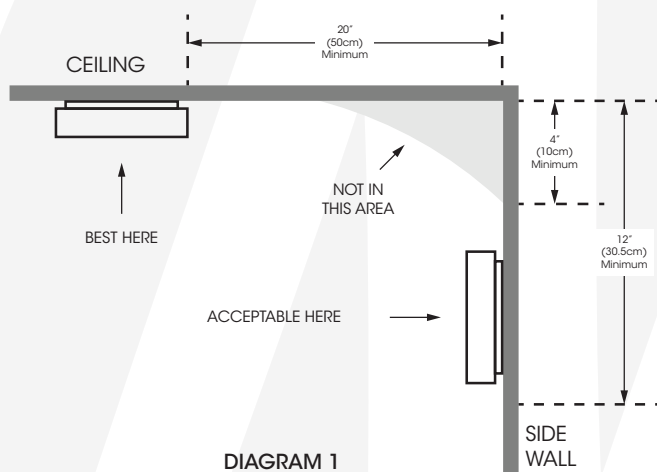 20"
(50cm)
Minimum
CEILING
4"
(10cm)
Minimum
NOT IN
THIS AREA
BEST HERE
12"
(30.5cm)
Minimum
ACCEPTABLE HERE
SIDE
WALL
DIAGRAM 1